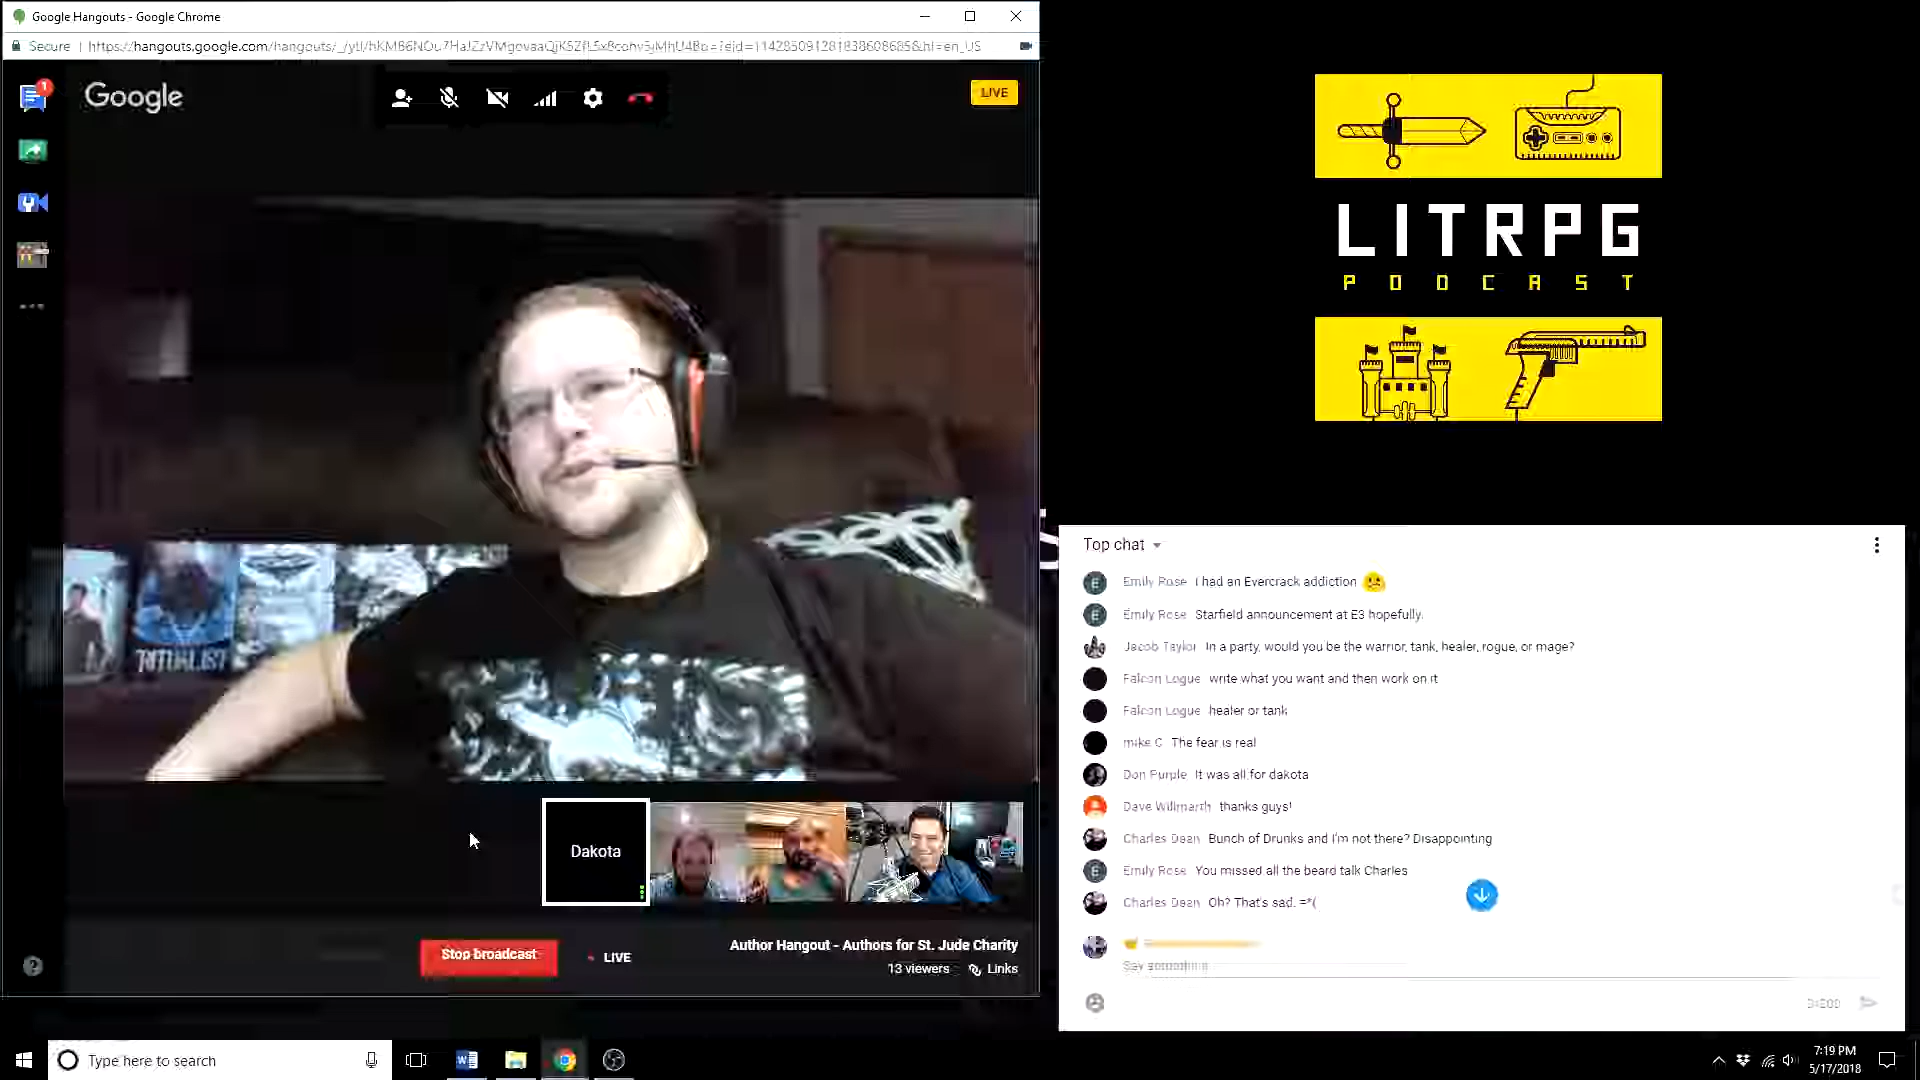 Google Hangouts - Google Chrome
Secure
Google
LIVE
1
RITUALIST
Dakota
Stop broadcast
LIVE
Author Hangout - Authors for St. Jude Charity
13 viewers
Links
LITRPG
PODCAST
Top chat
Emily Rose I had an Evercrack addiction
Emily Rose Starfield announcement at E3 hopefully.
Jacob Taylor In a party, would you be the warrior, tank, healer, rogue, or mage?
Falcon Logue write what you want and then work on it
Falcon Logue healer or tank
mike C The fear is real
Don Purple It was all for dakota
Dave Willmarth thanks guys!
Charles Dean Bunch of Drunks and I'm not there? Disappointing
Emily Rose You missed all the beard talk Charles
Charles Dean Oh? That's sad. =*(
Say something
Type here to search
7:19 PM
5/17/2018